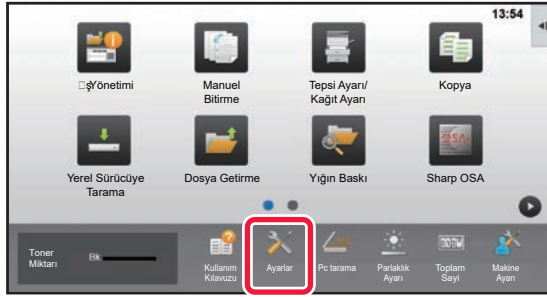 13:54
□şYönetimi
Manuel
Bitirme
Tepsi Ayarı/
Kağıt Ayarı
Kopya
Yerel Sürücüye
Tarama
Dosya Getirme
Yığın Baskı
Sharp OSA
Toner
Miktarı
Bk
Kullanım
Kılavuzu
Ayarlar
Pc tarama
Parlaklık
Ayarı
Toplam
Sayi
Makine
Ayarı